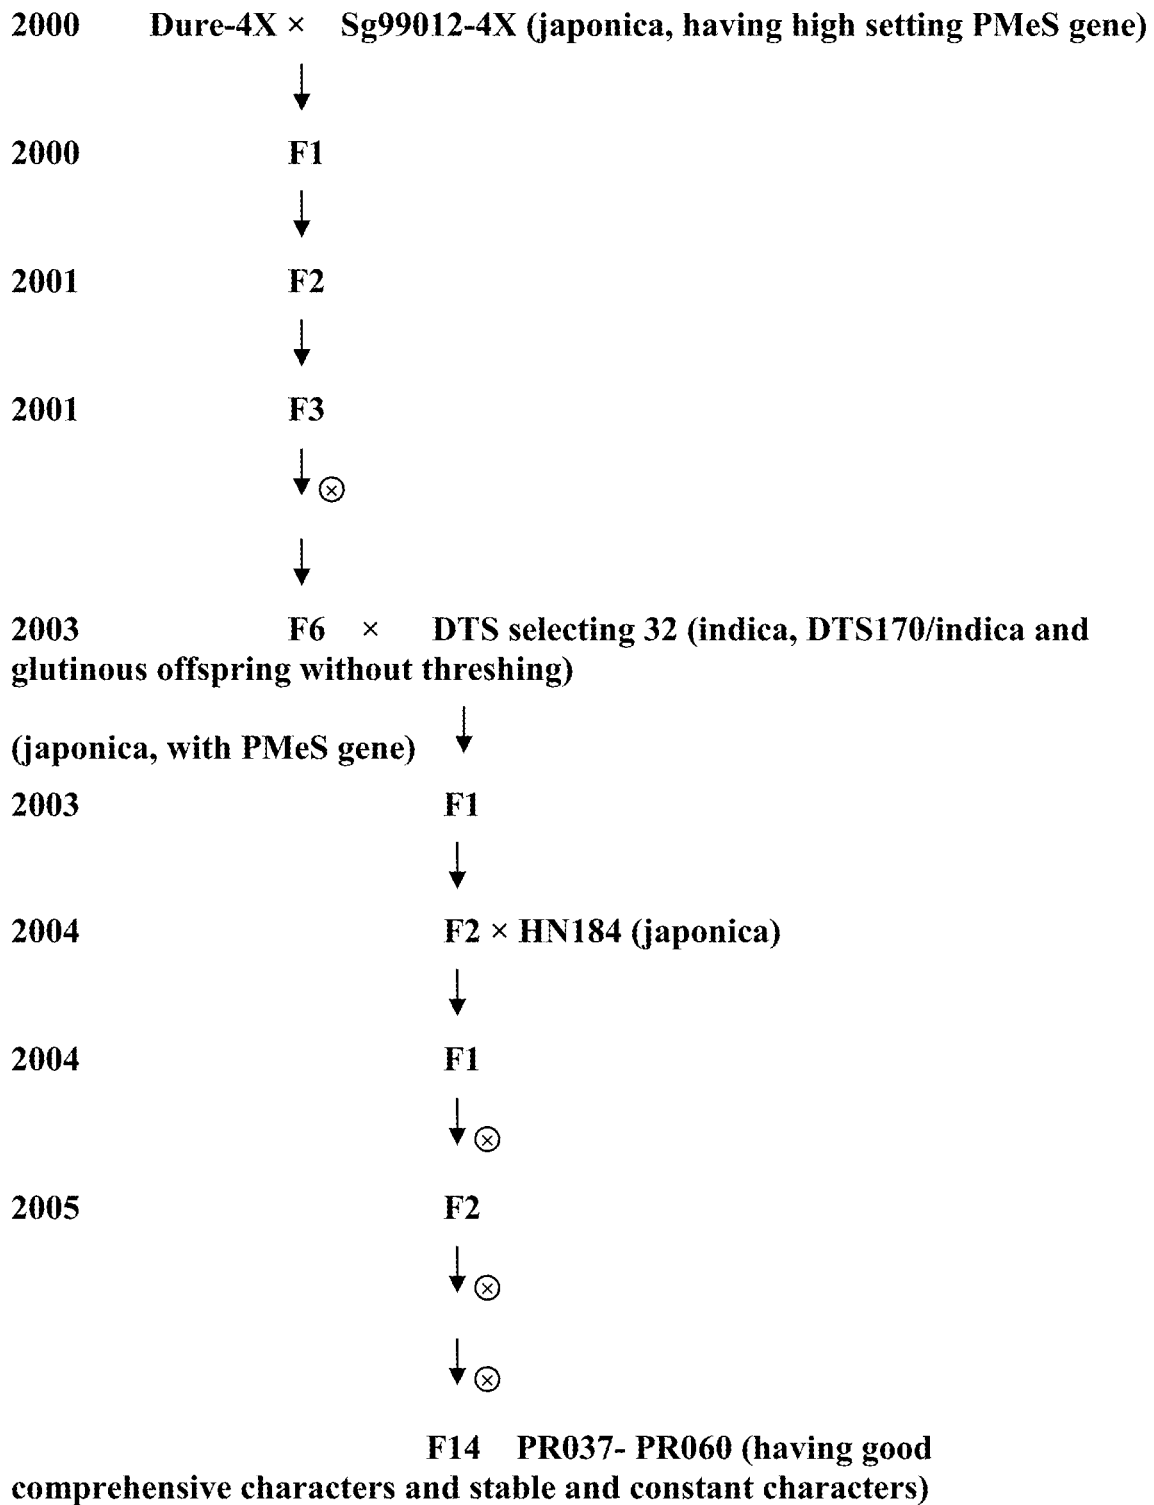 2000 Dure-4X × Sg99012-4X (japonica, having high setting PMeS gene)
2000 F1
2001 F2
2001 F3
2003 F6 × DTS selecting 32 (indica, DTS170/indica and
glutinous offspring without threshing)
(japonica, with PMeS gene)
2003 F1
2004 F2 × HN184 (japonica)
2004 F1
2005 F2
F14 PR037- PR060 (having good
comprehensive characters and stable and constant characters)